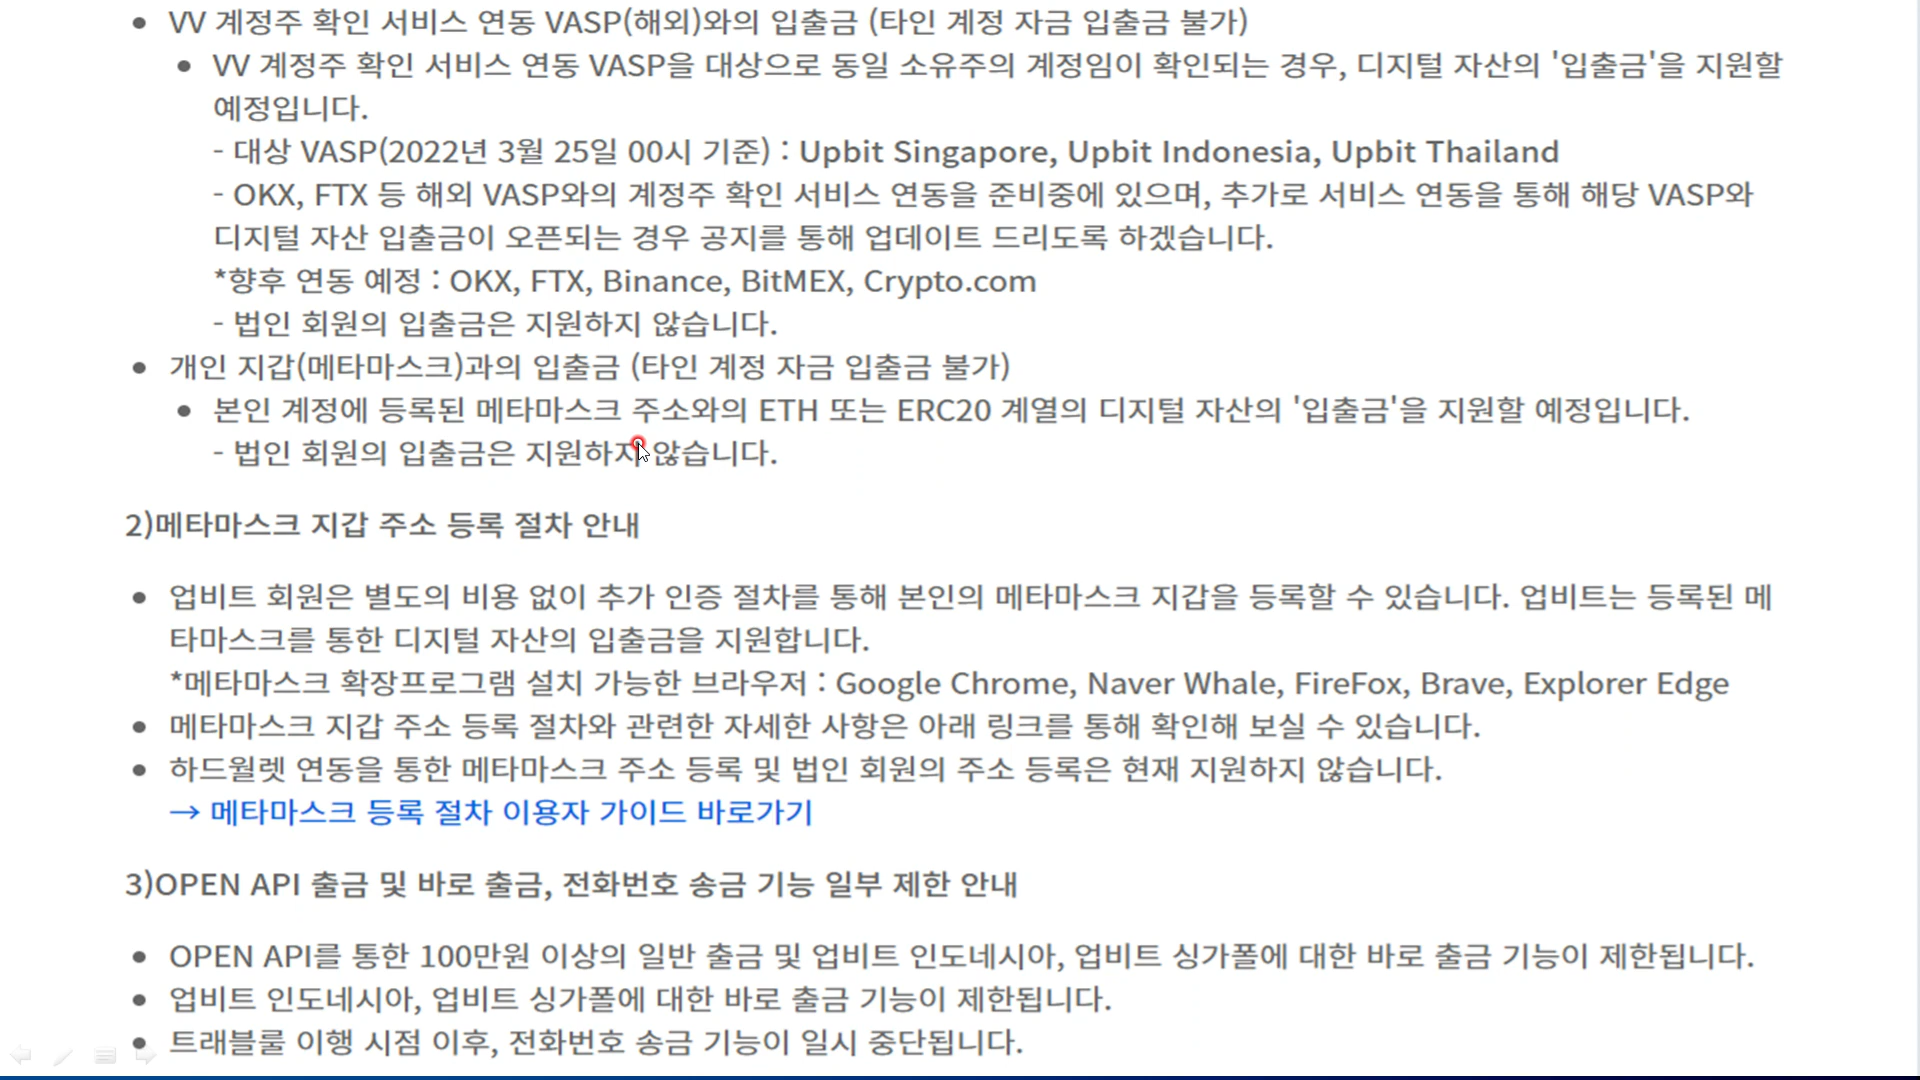 • VV 계정주 확인 서비스 연동 VASP(해외)와의 입출금 (타인 계정 자금 입출금 불가)
• VV 계정주 확인 서비스 연동 VASP을 대상으로 동일 소유주의 계정임이 확인되는 경우, 디지털 자산의 '입출금'을 지원할
예정입니다.
- 대상 VASP(2022년 3월 25일 00시 기준) : Upbit Singapore, Upbit Indonesia, Upbit Thailand
- OKX, FTX 등 해외 VASP와의 계정주 확인 서비스 연동을 준비중에 있으며, 추가로 서비스 연동을 통해 해당 VASP와
디지털 자산 입출금이 오픈되는 경우 공지를 통해 업데이트 드리도록 하겠습니다.
*향후 연동 예정 : OKX, FTX, Binance, BitMEX, Crypto.com
- 법인 회원의 입출금은 지원하지 않습니다.
• 개인 지갑(메타마스크)과의 입출금 (타인 계정 자금 입출금 불가)
• 본인 계정에 등록된 메타마스크 주소와의 ETH 또는 ERC20 계열의 디지털 자산의 '입출금'을 지원할 예정입니다.
- 법인 회원의 입출금은 지원하지 않습니다.
2)메타마스크 지갑 주소 등록 절차 안내
• 업비트 회원은 별도의 비용 없이 추가 인증 절차를 통해 본인의 메타마스크 지갑을 등록할 수 있습니다. 업비트는 등록된 메
타마스크를 통한 디지털 자산의 입출금을 지원합니다.
*메타마스크 확장프로그램 설치 가능한 브라우저 : Google Chrome, Naver Whale, FireFox, Brave, Explorer Edge
• 메타마스크 지갑 주소 등록 절차와 관련한 자세한 사항은 아래 링크를 통해 확인해 보실 수 있습니다.
• 하드월렛 연동을 통한 메타마스크 주소 등록 및 법인 회원의 주소 등록은 현재 지원하지 않습니다.
→ 메타마스크 등록 절차 이용자 가이드 바로가기
3)OPEN API 출금 및 바로 출금, 전화번호 송금 기능 일부 제한 안내
• OPEN API를 통한 100만원 이상의 일반 출금 및 업비트 인도네시아, 업비트 싱가폴에 대한 바로 출금 기능이 제한됩니다.
• 업비트 인도네시아, 업비트 싱가폴에 대한 바로 출금 기능이 제한됩니다.
• 트래블룰 이행 시점 이후, 전화번호 송금 기능이 일시 중단됩니다.